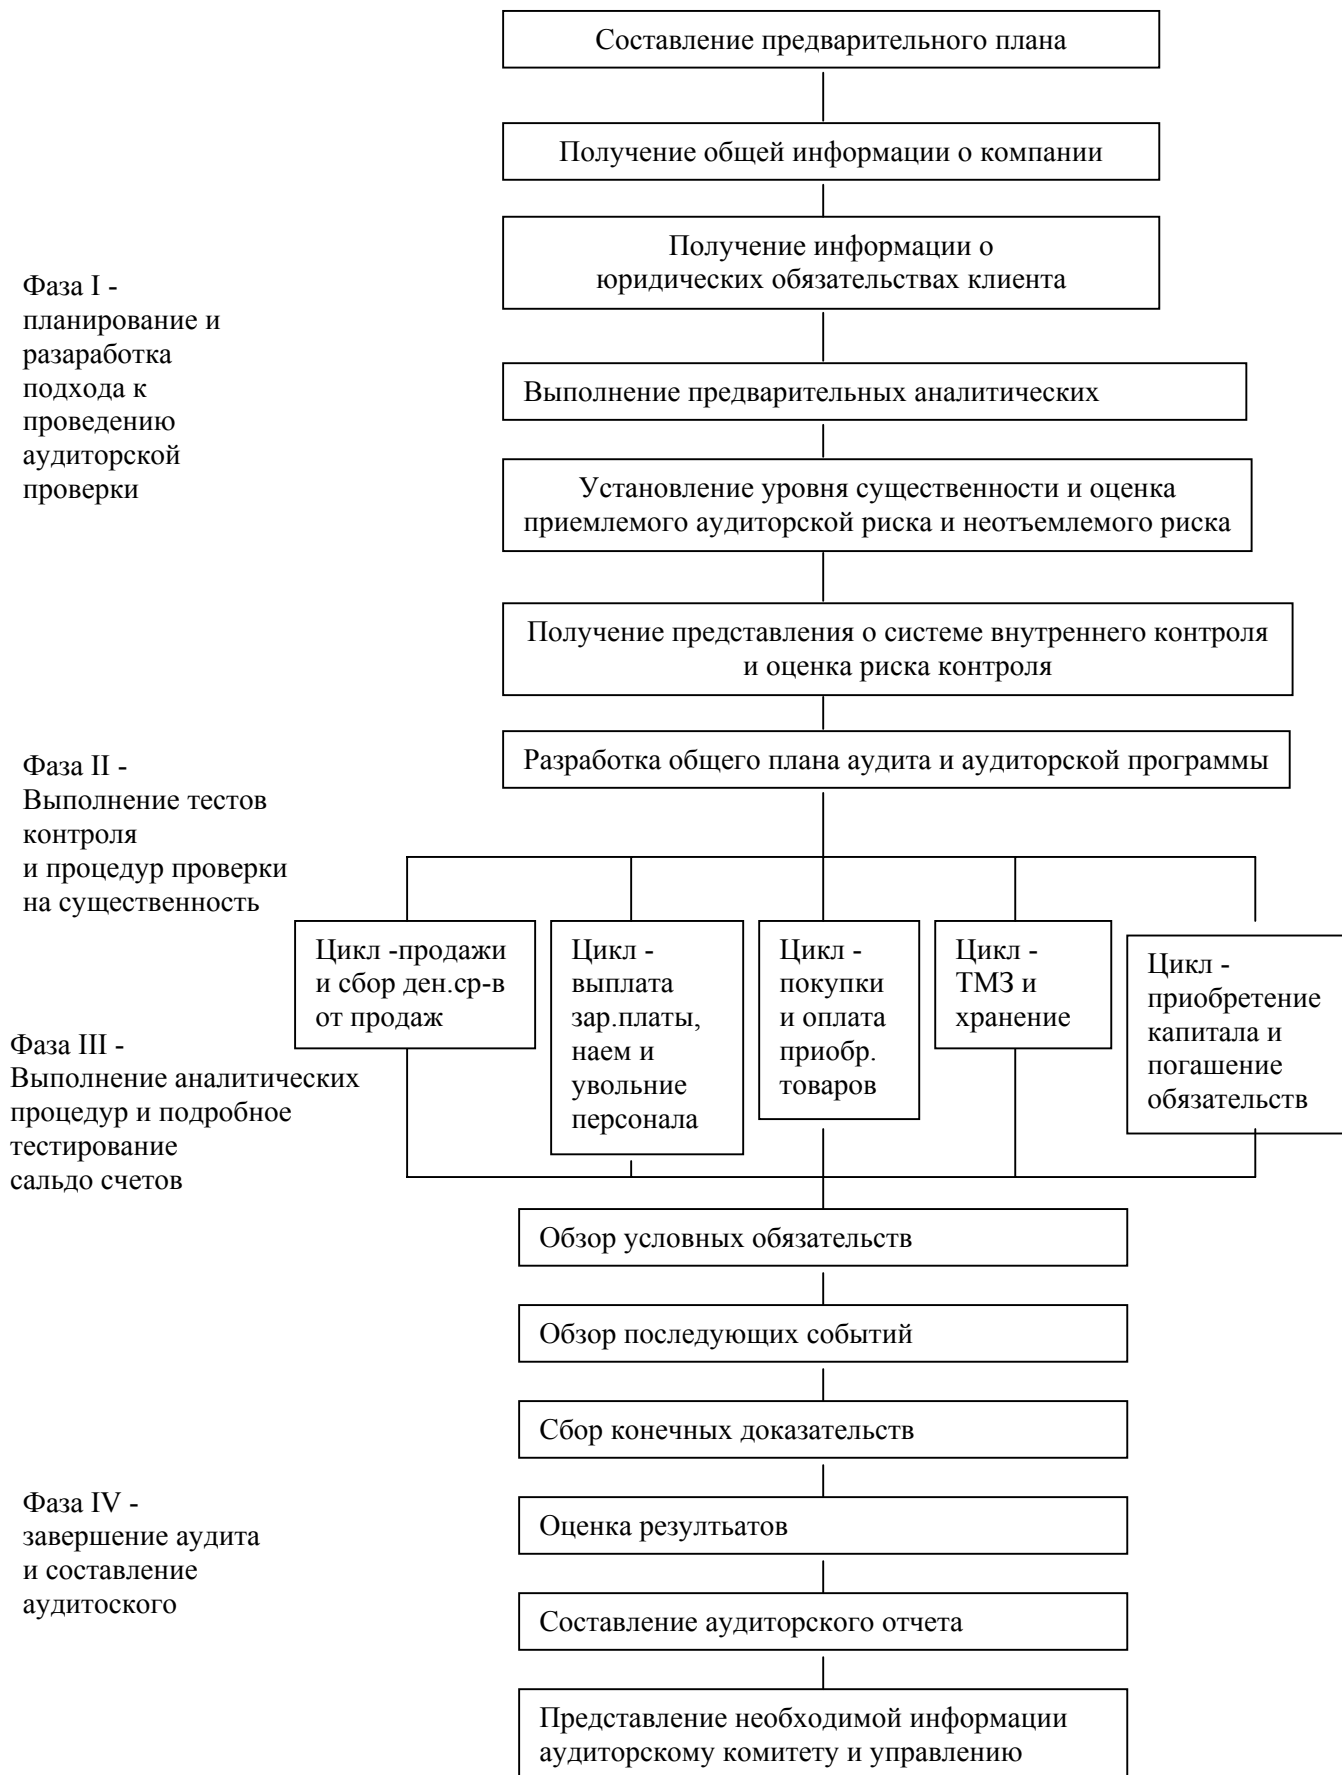 Составление предварительного плана
Получение общей информации о компании
Получение информации о
юридических обязательствах клиента
Фаза I -
планирование и
разаработка
подхода к
проведению
аудиторской
проверки
Выполнение предварительных аналитических
Установление уровня существенности и оценка
приемлемого аудиторской риска и неотъемлемого риска
Получение представления о системе внутреннего контроля
и оценка риска контроля
Разработка общего плана аудита и аудиторской программы
Фаза II -
Выполнение тестов
контроля
и процедур проверки
на существенность
Цикл -продажи
и сбор ден.ср-в
от продаж
Цикл -
выплата
зар.платы,
наем и
увольние
персонала
Цикл -
покупки
и оплата
приобр.
товаров
Цикл -
ТМЗ и
хранение
Цикл -
приобретение
капитала и
погашение
обязательств
Фаза III -
Выполнение аналитических
процедур и подробное
тестирование
сальдо счетов
Обзор условных обязательств
Обзор последующих событий
Сбор конечных доказательств
Фаза IV -
завершение аудита
и составление
аудитоского
Оценка резултьатов
Составление аудиторского отчета
Представление необходимой информации
аудиторскому комитету и управлению